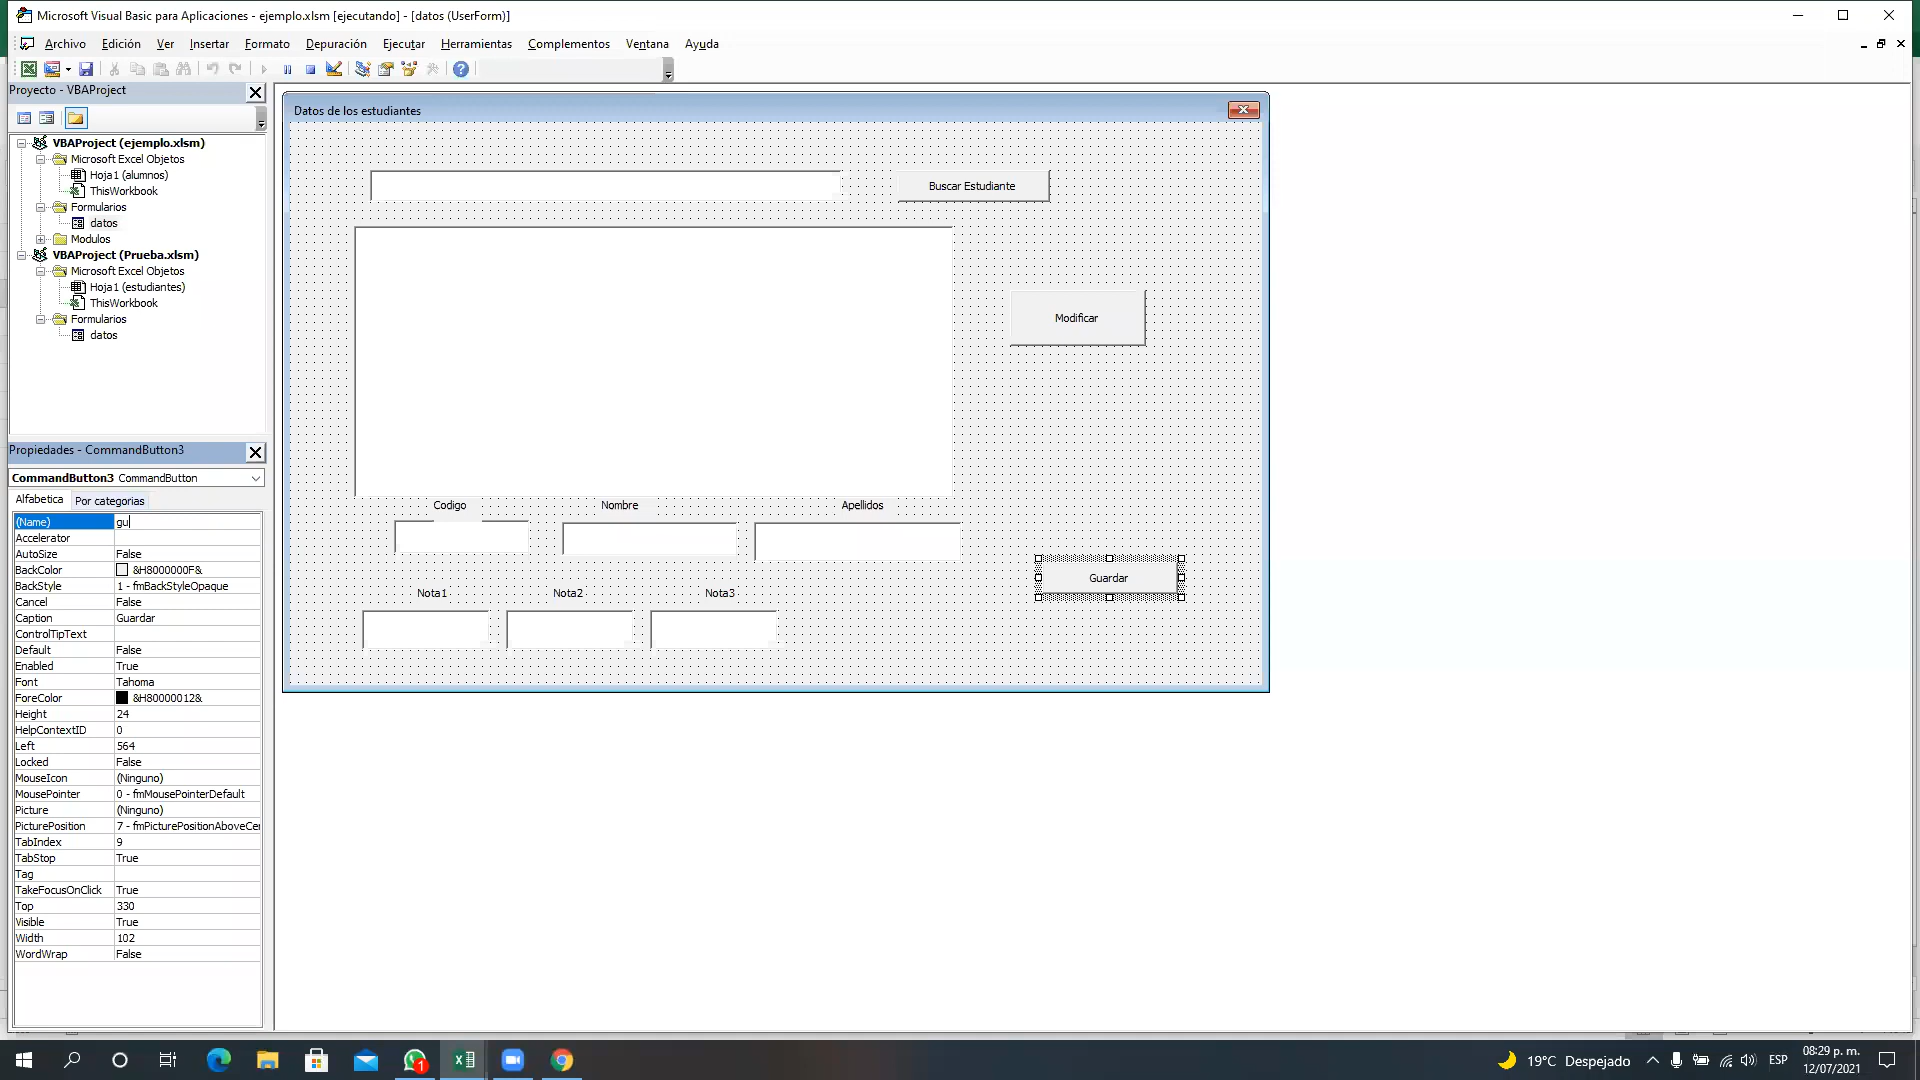 Microsoft Visual Basic para Aplicaciones - ejemplo.xlsm [ejecutando] - [datos (UserForm)]
Archivo Edición Ver Insertar Formato Depuración Ejecutar Herramientas Complementos Ventana Ayuda
Proyecto - VBAProject
VBAProject (ejemplo.xlsm)
Microsoft Excel Objetos
Hoja1 (alumnos)
ThisWorkbook
Formularios
datos
Modulos
VBAProject (Prueba.xlsm)
Microsoft Excel Objetos
Hoja1 (estudiantes)
ThisWorkbook
Formularios
datos
Propiedades - CommandButton3
CommandButton3 CommandButton
Alfabetica Por categorias
(Name) gu
Accelerator
AutoSize False
BackColor &H8000000F&
BackStyle 1 - fmBackStyleOpaque
Cancel False
Caption Guardar
ControlTipText
Default False
Enabled True
Font Tahoma
ForeColor &H80000012&
Height 24
HelpContextID 0
Left 564
Locked False
MouseIcon (Ninguno)
MousePointer 0 - fmMousePointerDefault
Picture (Ninguno)
PicturePosition 7 - fmPicturePositionAboveCer
TabIndex 9
TabStop True
Tag
TakeFocusOnClick True
Top 330
Visible True
Width 102
WordWrap False
Datos de los estudiantes
Buscar Estudiante
Modificar
Codigo Nombre Apellidos
Guardar
Nota1 Nota2 Nota3
1
19°C Despejado
ESP
08:29 p. m.
12/07/2021